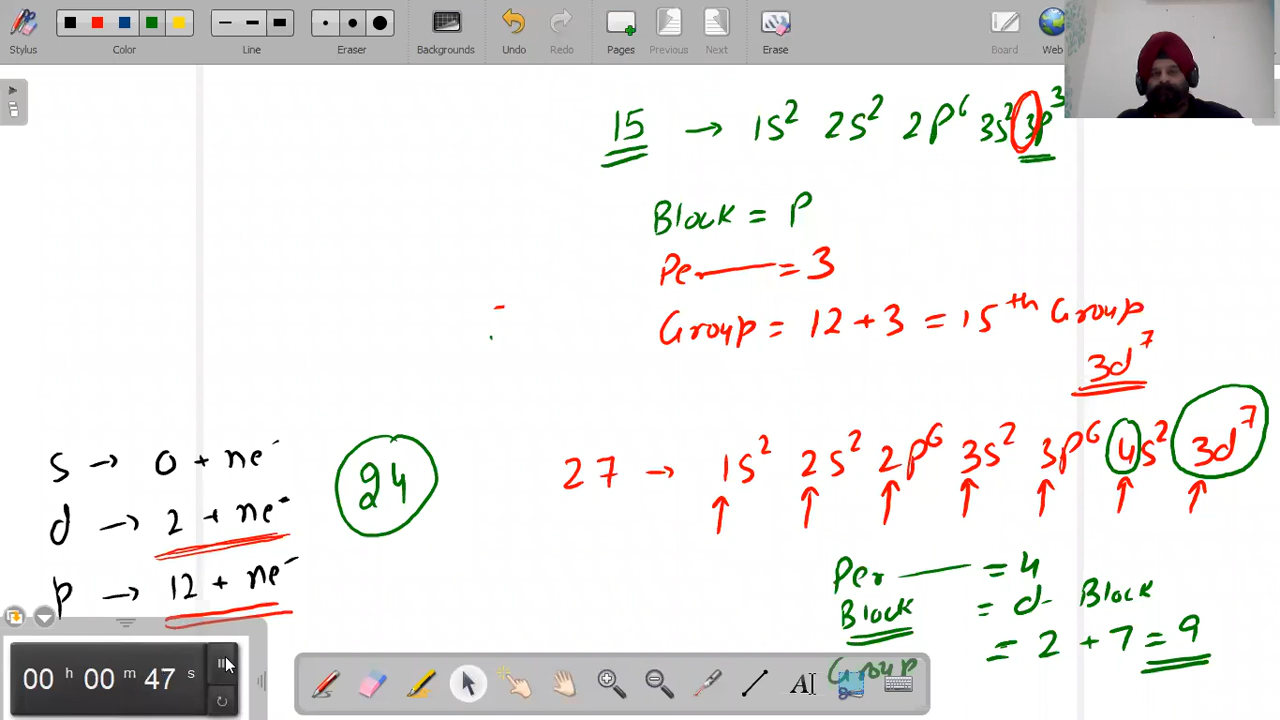 Stylus Color Line Eraser Backgrounds Undo Redo Pages Previous Next Erase Board Web
15 → 1s² 2s² 2p⁶ 3s² 3p³
Block = P
Per—— = 3
Group = 12 + 3 = 15th Group
3d⁷
s → 0 + ne⁻
d → 2 + ne⁻
p → 12 + ne⁻
24
27 → 1s² 2s² 2p⁶ 3s² 3p⁶ 4s² 3d⁷
Per —— = 4
Block = d- Block
Group = 2 + 7 = 9
00 h 00 m 47 s